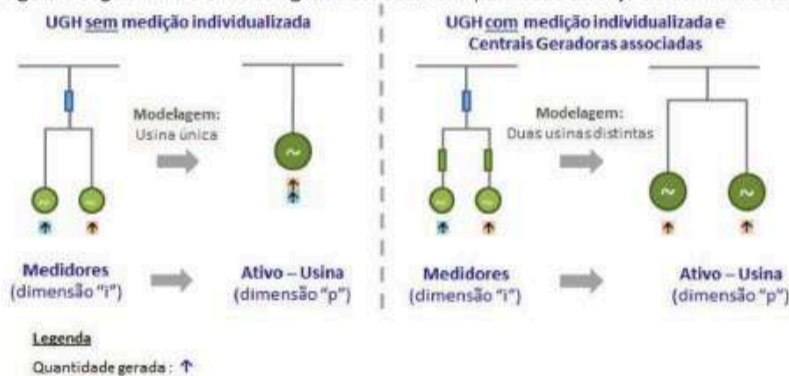 UGH sem medição individualizada
Modelagem:
Usina única
Medidores
(dimensão "i")
Ativo – Usina
(dimensão "p")
UGH com medição individualizada e
Centrais Geradoras associadas
Modelagem:
Duas usinas distintas
Medidores
(dimensão "i")
Ativo – Usina
(dimensão "p")
Legenda
Quantidade gerada : ↑